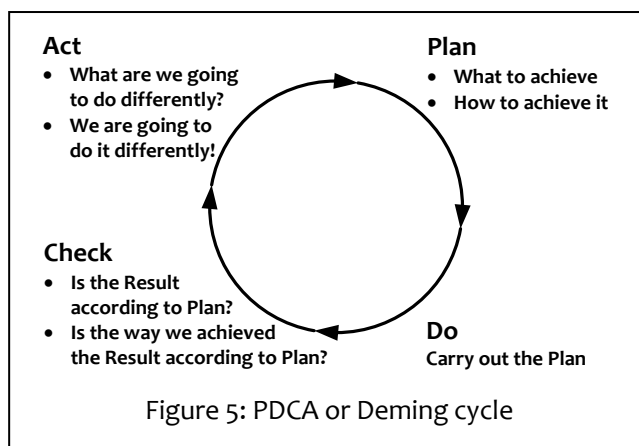 Act
• What are we going
to do differently?
• We are going to
do it differently!
Plan
• What to achieve
• How to achieve it
Check
• Is the Result
according to Plan?
• Is the way we achieved
the Result according to Plan?
Do
Carry out the Plan
Figure 5: PDCA or Deming cycle